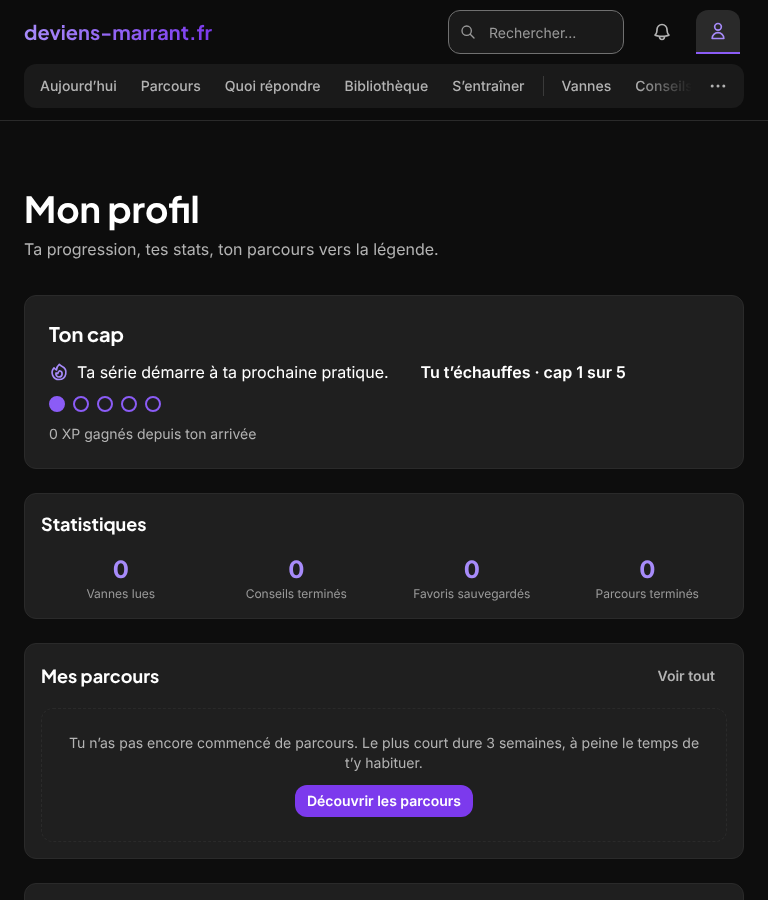 deviens-marrant.fr
Rechercher...
Aujourd’hui
Parcours
Quoi répondre
Bibliothèque
S’entraîner
Vannes
Conseils
Mon profil
Ta progression, tes stats, ton parcours vers la légende.
Ton cap
Ta série démarre à ta prochaine pratique.
Tu t’échauffes · cap 1 sur 5
0 XP gagnés depuis ton arrivée
Statistiques
0
Vannes lues
0
Conseils terminés
0
Favoris sauvegardés
0
Parcours terminés
Mes parcours
Voir tout
Tu n’as pas encore commencé de parcours. Le plus court dure 3 semaines, à peine le temps de
t’y habituer.
Découvrir les parcours